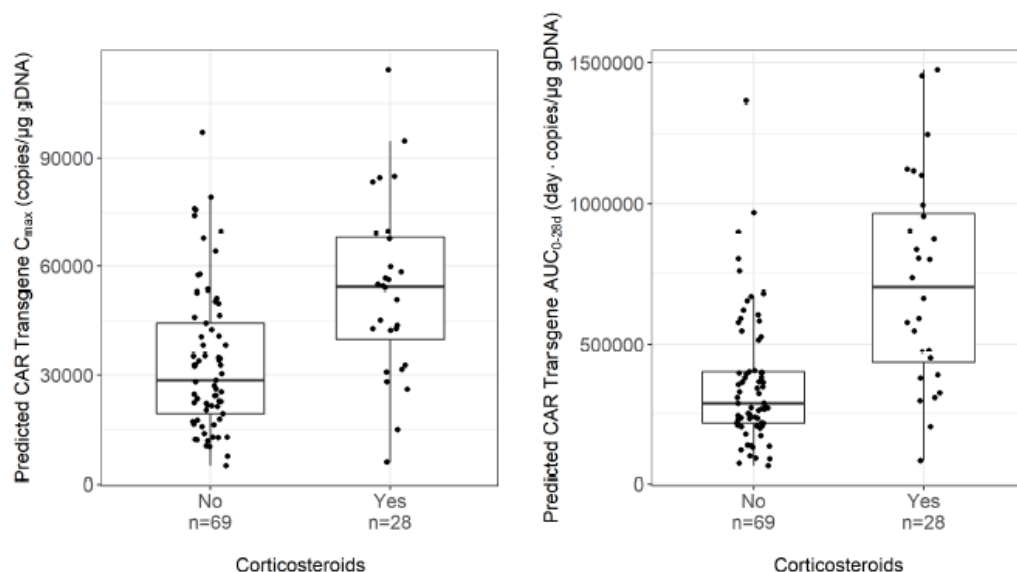 Predicted CAR Transgene Cmax (copies/µg gDNA)
90000
60000
30000
0
No
n=69
Yes
n=28
Corticosteroids
Predicted CAR Transgene AUC0-28d (day · copies/µg gDNA)
1500000
1000000
500000
0
No
n=69
Yes
n=28
Corticosteroids